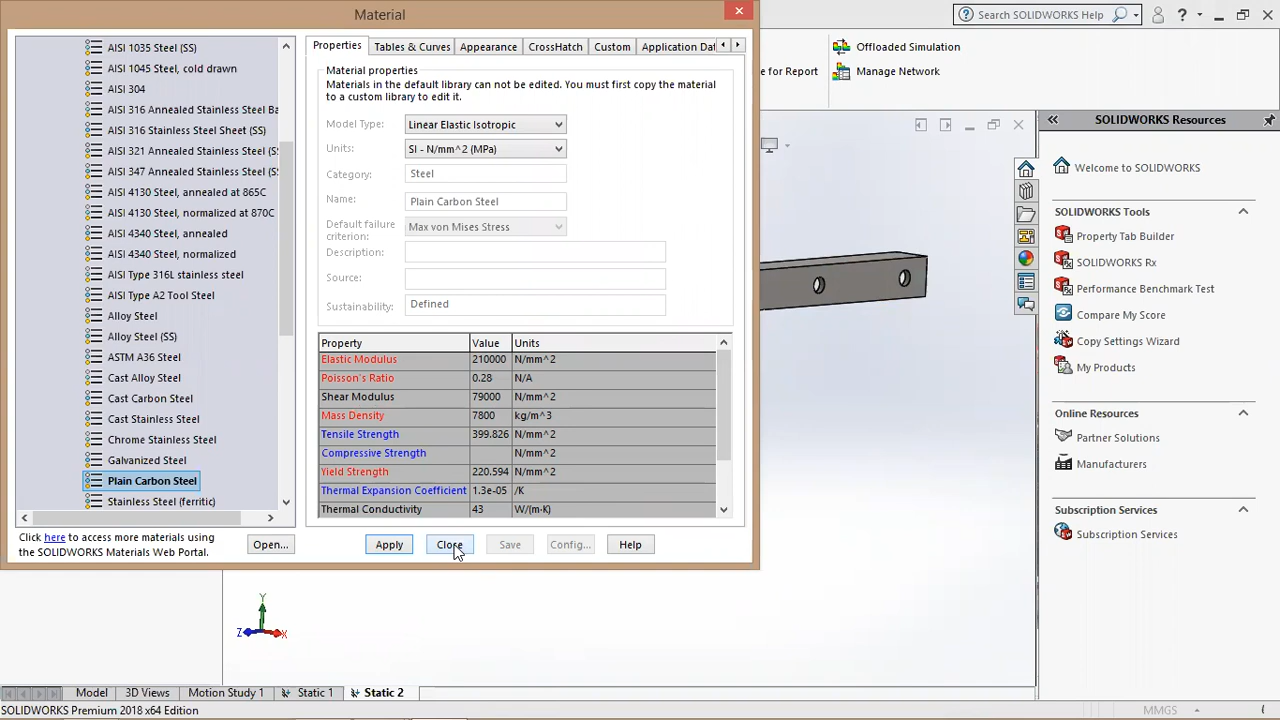 Material
Search SOLIDWORKS Help
?
AISI 1035 Steel (SS)
AISI 1045 Steel, cold drawn
AISI 304
AISI 316 Annealed Stainless Steel Ba
AISI 316 Stainless Steel Sheet (SS)
AISI 321 Annealed Stainless Steel (S
AISI 347 Annealed Stainless Steel (S
AISI 4130 Steel, annealed at 865C
AISI 4130 Steel, normalized at 870C
AISI 4340 Steel, annealed
AISI 4340 Steel, normalized
AISI Type 316L stainless steel
AISI Type A2 Tool Steel
Alloy Steel
Alloy Steel (SS)
ASTM A36 Steel
Cast Alloy Steel
Cast Carbon Steel
Cast Stainless Steel
Chrome Stainless Steel
Galvanized Steel
Plain Carbon Steel
Stainless Steel (ferritic)
Click here to access more materials using
the SOLIDWORKS Materials Web Portal.
Open...
Properties Tables & Curves Appearance CrossHatch Custom Application Dat
Material properties
Materials in the default library can not be edited. You must first copy the material
to a custom library to edit it.
Model Type: Linear Elastic Isotropic
Units: SI - N/mm^2 (MPa)
Category: Steel
Name: Plain Carbon Steel
Default failure
criterion: Max von Mises Stress
Description:
Source:
Sustainability: Defined
Property Value Units
Elastic Modulus 210000 N/mm^2
Poisson's Ratio 0.28 N/A
Shear Modulus 79000 N/mm^2
Mass Density 7800 kg/m^3
Tensile Strength 399.826 N/mm^2
Compressive Strength N/mm^2
Yield Strength 220.594 N/mm^2
Thermal Expansion Coefficient 1.3e-05 /K
Thermal Conductivity 43 W/(m·K)
Apply Close Save Config... Help
Offloaded Simulation
e for Report Manage Network
SOLIDWORKS Resources
Welcome to SOLIDWORKS
SOLIDWORKS Tools
Property Tab Builder
SOLIDWORKS Rx
Performance Benchmark Test
Compare My Score
Copy Settings Wizard
My Products
Online Resources
Partner Solutions
Manufacturers
Subscription Services
Subscription Services
Y
Z X
Model 3D Views Motion Study 1 Static 1 Static 2
SOLIDWORKS Premium 2018 x64 Edition
MMGS